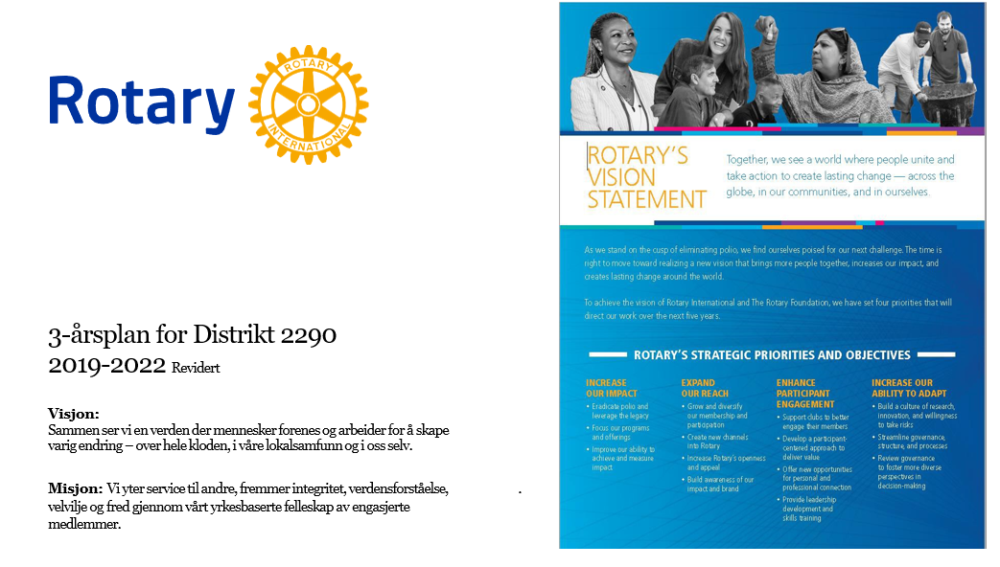 Rotary
ROTARY
INTERNATIONAL
3-årsplan for Distrikt 2290
2019-2022 Revidert
Visjon:
Sammen ser vi en verden der mennesker forenes og arbeider for å skape
varig endring – over hele kloden, i våre lokalsamfunn og i oss selv.
Misjon: Vi yter service til andre, fremmer integritet, verdensforståelse,
velvilje og fred gjennom vårt yrkesbaserte felleskap av engasjerte
medlemmer.
.
ROTARY’S
VISION
STATEMENT
Together, we see a world where people unite and
take action to create lasting change — across the
globe, in our communities, and in ourselves.
As we stand on the cusp of eliminating polio, we find ourselves poised for our next challenge. The time is
right to move toward realizing a new vision that brings more people together, increases our impact, and
creates lasting change around the world.
To achieve the vision of Rotary International and The Rotary Foundation, we have set four priorities that will
direct our work over the next five years.
ROTARY’S STRATEGIC PRIORITIES AND OBJECTIVES
INCREASE
OUR IMPACT
• Eradicate polio and
leverage the legacy
• Focus our programs
and offerings
• Improve our ability to
achieve and measure
impact
EXPAND
OUR REACH
• Grow and diversify
our membership and
participation
• Create new channels
into Rotary
• Increase Rotary’s openness
and appeal
• Build awareness of our
impact and brand
ENHANCE
PARTICIPANT
ENGAGEMENT
• Support clubs to better
engage their members
• Develop a participant-
centered approach to
deliver value
• Offer new opportunities
for personal and
professional connection
• Provide leadership
development and
skills training
INCREASE OUR
ABILITY TO ADAPT
• Build a culture of research,
innovation, and willingness
to take risks
• Streamline governance,
structure, and processes
• Review governance
to foster more diverse
perspectives in
decision-making